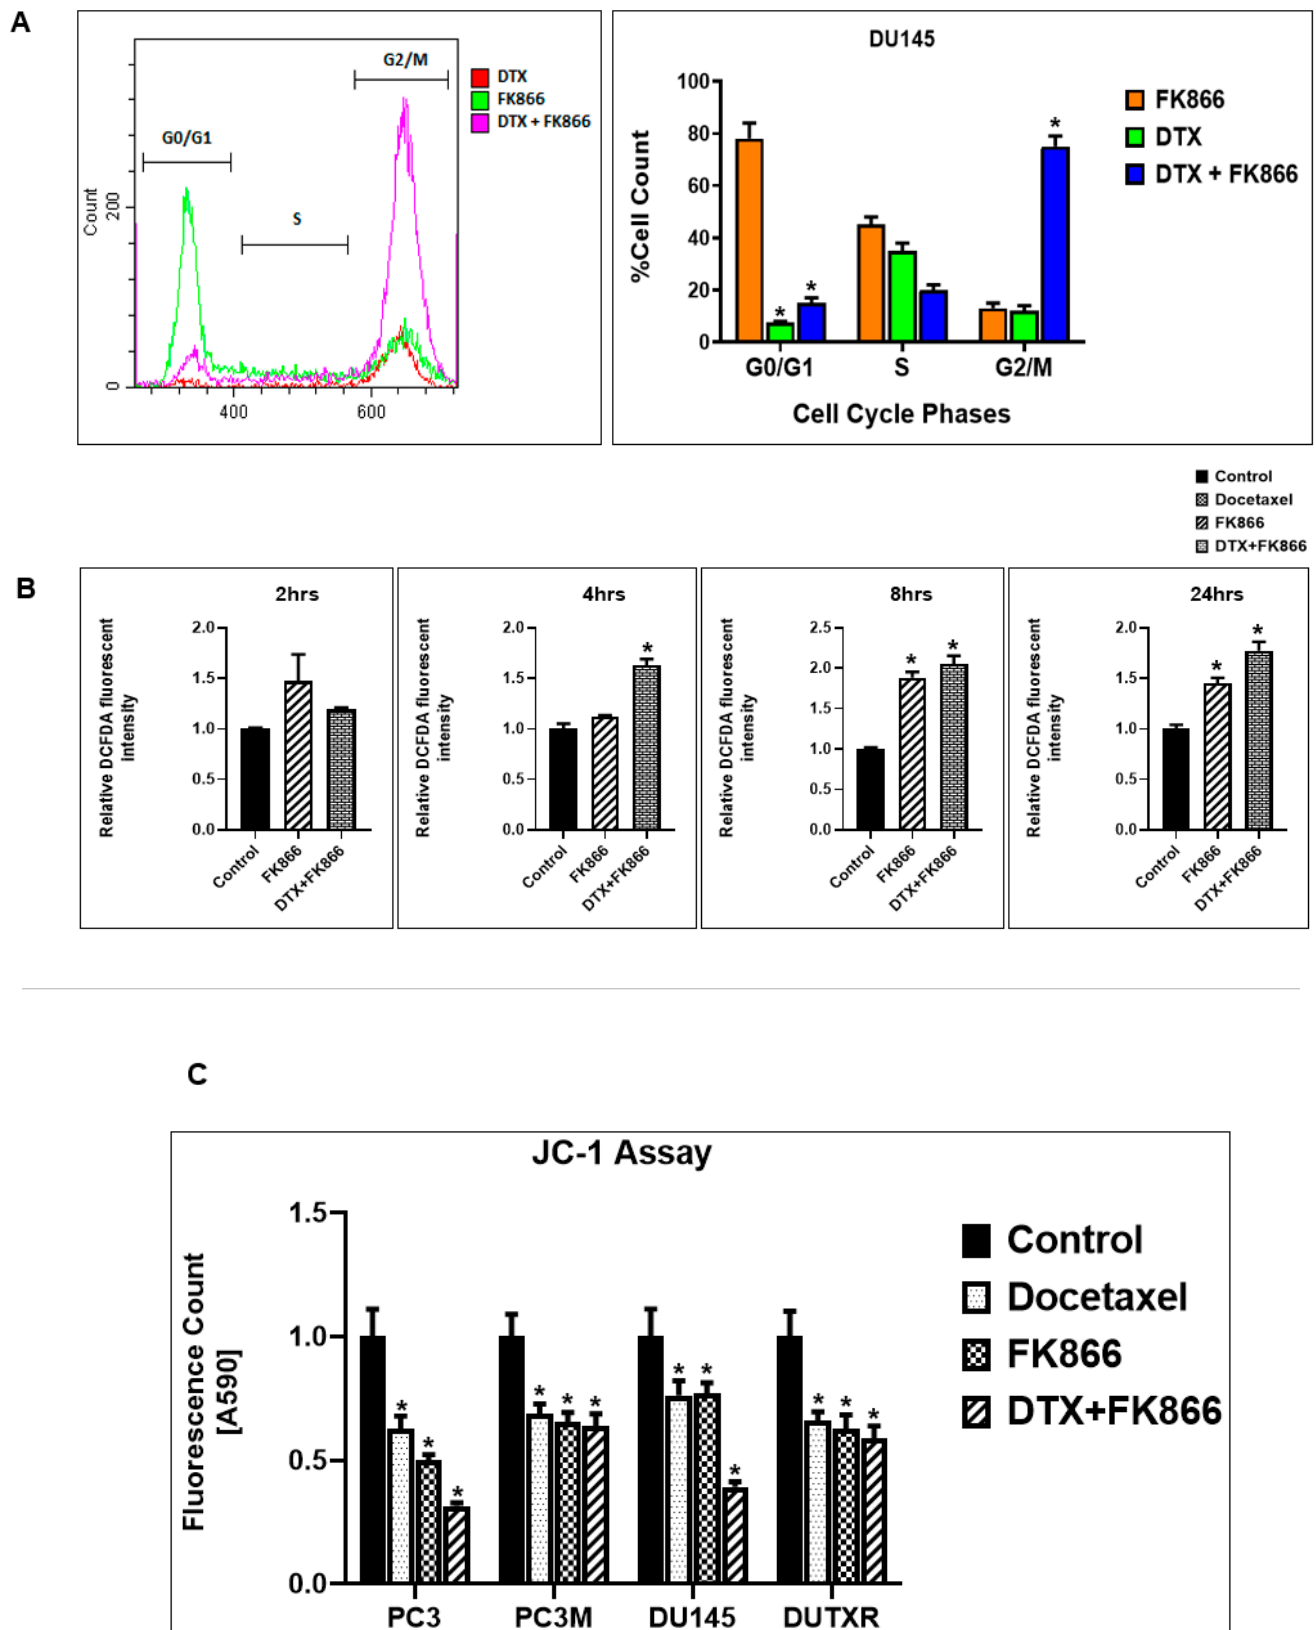 A
G2/M
G0/G1
S
DTX
FK866
DTX + FK866
Count
200
0
400
600
DU145
%Cell Count
100
80
60
40
20
0
*
*
*
G0/G1
S
G2/M
Cell Cycle Phases
FK866
DTX
DTX + FK866
Control
Docetaxel
FK866
DTX+FK866
B
2hrs
Relative DCFDA fluorescent
intensity
2.0
1.5
1.0
0.5
0.0
Control
FK866
DTX+FK866
4hrs
Relative DCFDA fluorescent
intensity
2.0
1.5
1.0
0.5
0.0
*
Control
FK866
DTX+FK866
8hrs
Relative DCFDA fluorescent
intensity
2.5
2.0
1.5
1.0
0.5
0.0
*
*
Control
FK866
DTX+FK866
24hrs
Relative DCFDA fluorescent
intensity
2.0
1.5
1.0
0.5
0.0
*
*
Control
FK866
DTX+FK866
C
JC-1 Assay
Fluorescence Count
[A590]
1.5
1.0
0.5
0.0
* * *
* * *
* * *
* * *
PC3
PC3M
DU145
DUTXR
Control
Docetaxel
FK866
DTX+FK866